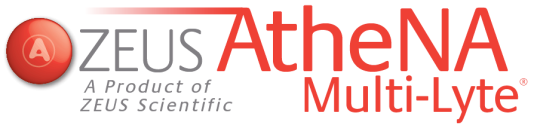 A ZEUS AtheNA
A Product of
ZEUS Scientific
Multi-Lyte®